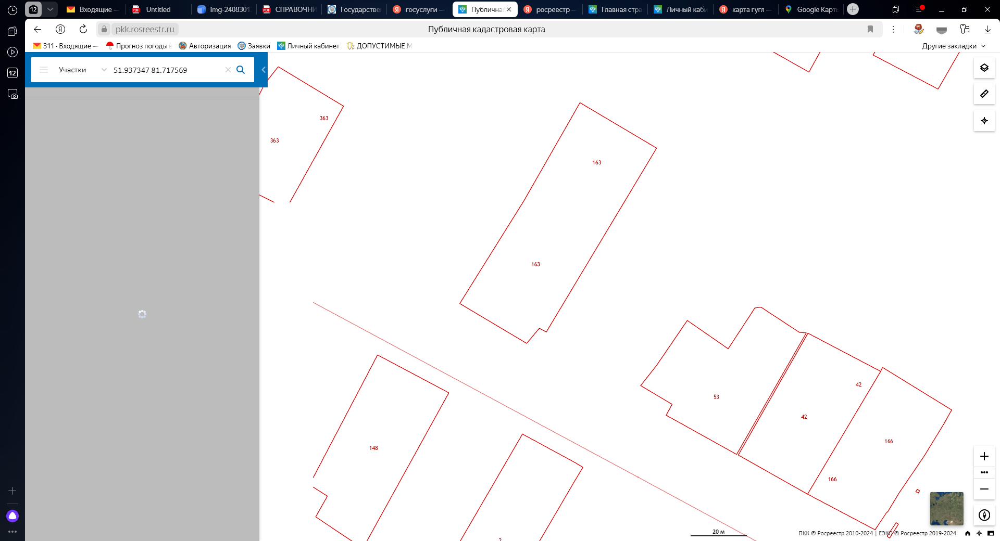 12
Входящие —
Untitled
img-2408301
СПРАВОЧНИ
Государстве
госуслуги —
Публична
росреестр —
Главная стра
Личный каби
карта гугл —
Google Карт
pkk.rosreestr.ru
Публичная кадастровая карта
311 · Входящие —
Прогноз погоды в
Авторизация
Заявки
Личный кабинет
ДОПУСТИМЫЕ М
Другие закладки
12
Участки
51.937347 81.717569
363
363
163
163
53
42
42
148
166
166
2
20 м
ПКК © Росреестр 2010-2024 | ЕЭКО © Росреестр 2019-2024